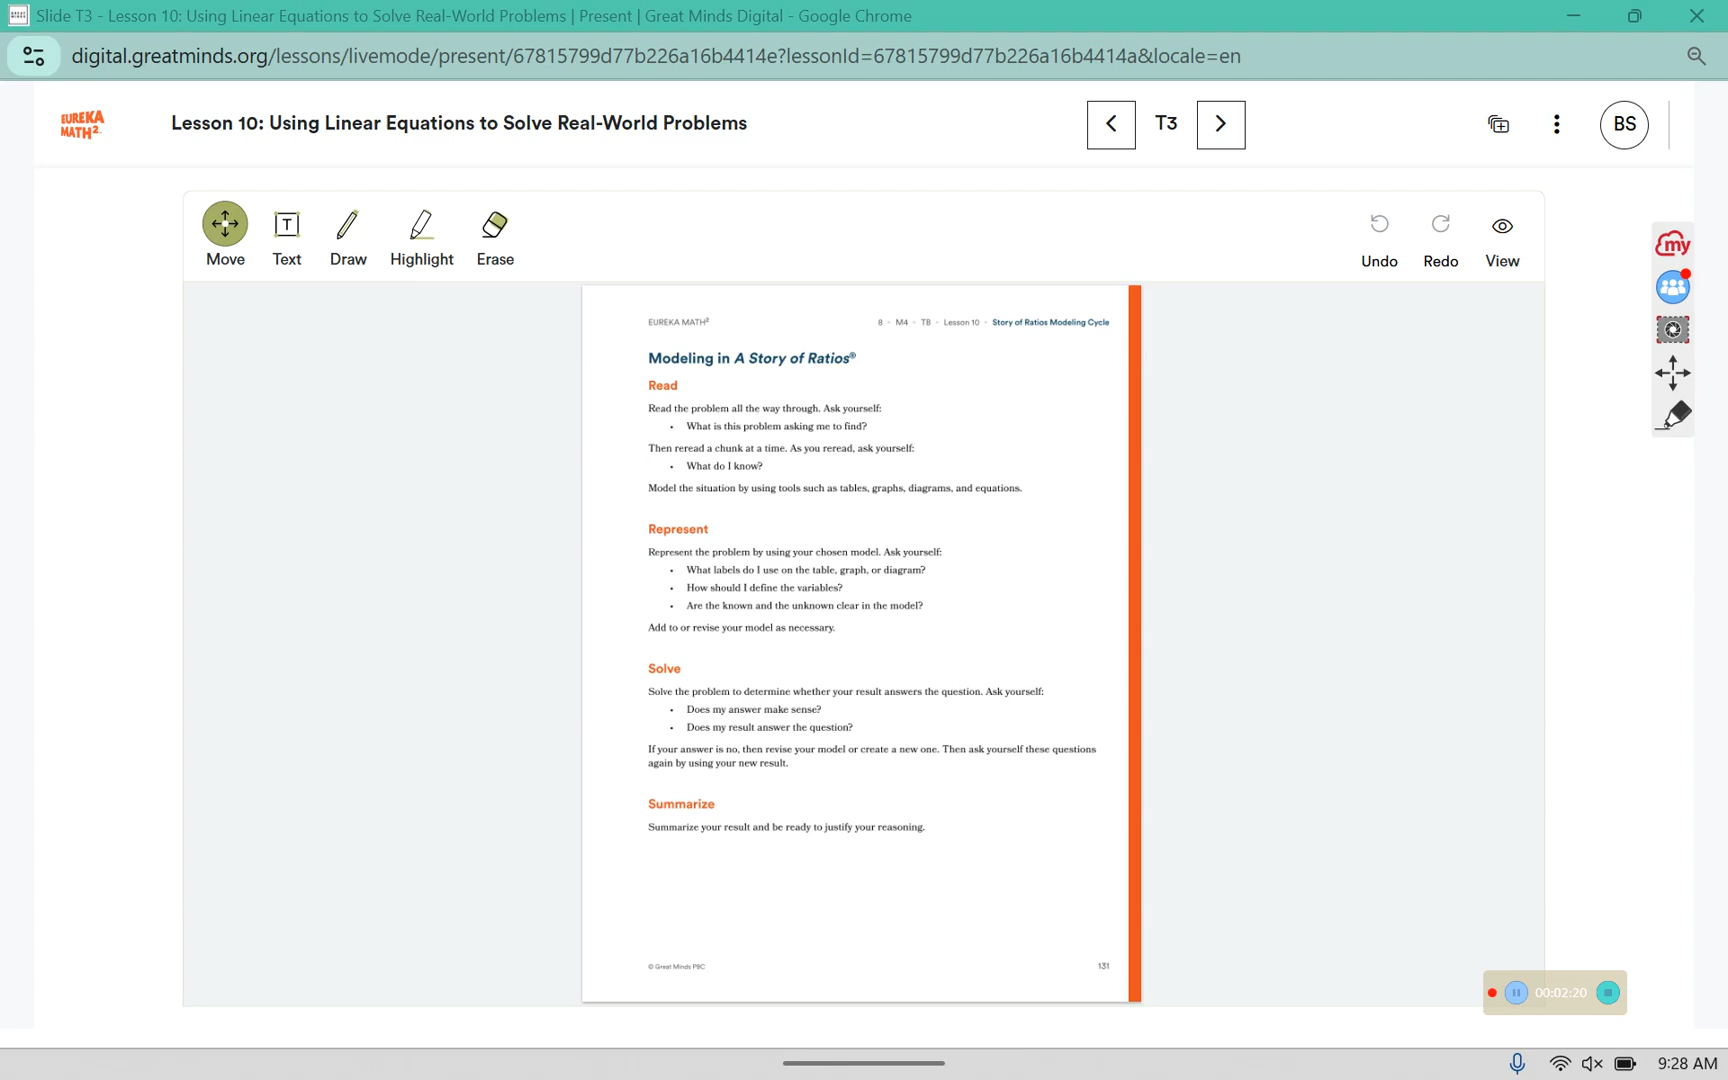 Slide T3 - Lesson 10: Using Linear Equations to Solve Real-World Problems | Present | Great Minds Digital - Google Chrome
digital.greatminds.org/lessons/livemode/present/67815799d77b226a16b4414e?lessonId=67815799d77b226a16b4414a&locale=en
EUREKA
MATH²
Lesson 10: Using Linear Equations to Solve Real-World Problems
T3
BS
Move
Text
Draw
Highlight
Erase
Undo
Redo
View
my
EUREKA MATH²
8 ▪ M4 ▪ TB ▪ Lesson 10 ▪ Story of Ratios Modeling Cycle
Modeling in A Story of Ratios®
Read
Read the problem all the way through. Ask yourself:
• What is this problem asking me to find?
Then reread a chunk at a time. As you reread, ask yourself:
• What do I know?
Model the situation by using tools such as tables, graphs, diagrams, and equations.
Represent
Represent the problem by using your chosen model. Ask yourself:
• What labels do I use on the table, graph, or diagram?
• How should I define the variables?
• Are the known and the unknown clear in the model?
Add to or revise your model as necessary.
Solve
Solve the problem to determine whether your result answers the question. Ask yourself:
• Does my answer make sense?
• Does my result answer the question?
If your answer is no, then revise your model or create a new one. Then ask yourself these questions
again by using your new result.
Summarize
Summarize your result and be ready to justify your reasoning.
© Great Minds PBC
131
00:02:20
9:28 AM